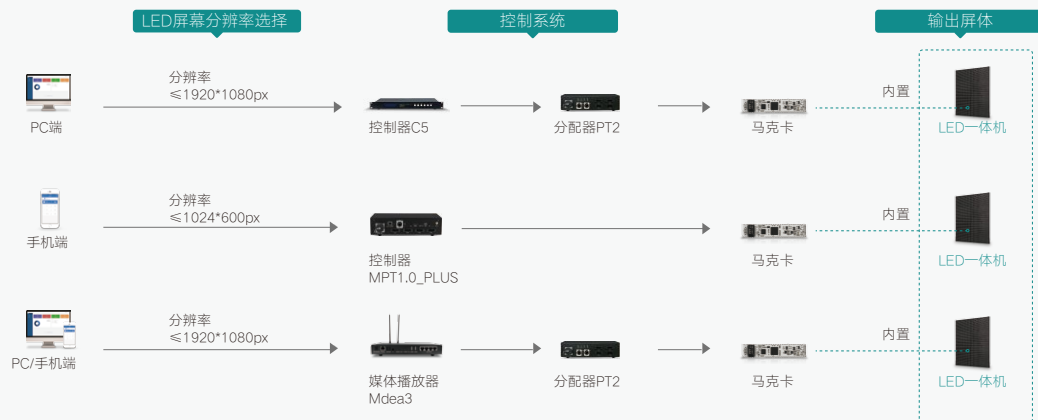 LED屏幕分辨率选择
控制系统
输出屏体
分辨率
≤1920*1080px
内置
PC端
控制器C5
分配器PT2
马克卡
LED一体机
分辨率
≤1024*600px
内置
手机端
控制器
MPT1.0_PLUS
马克卡
LED一体机
分辨率
≤1920*1080px
内置
PC/手机端
媒体播放器
Mdea3
分配器PT2
马克卡
LED一体机